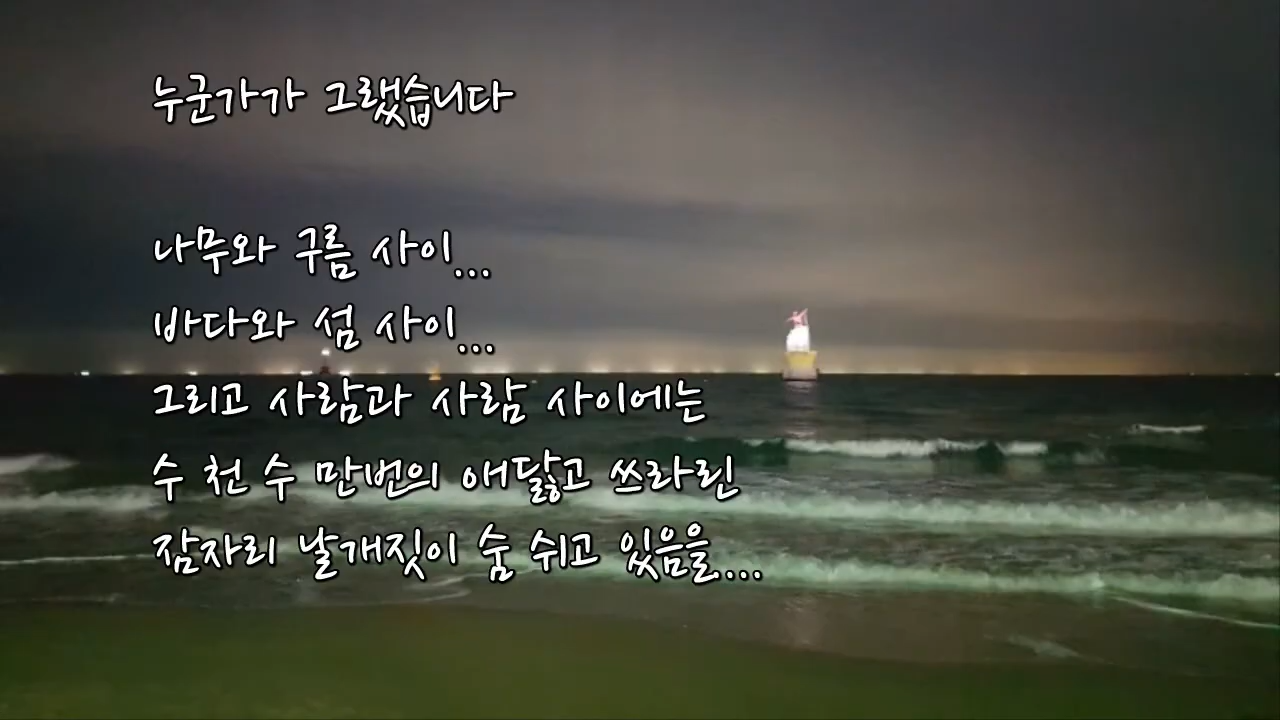 누군가가 그랬습니다
나무와 구름 사이...
바다와 섬 사이...
그리고 사람과 사람 사이에는
수 천 수 만번의 애닳고 쓰라린
잠자리 날개짓이 숨 쉬고 있음을....